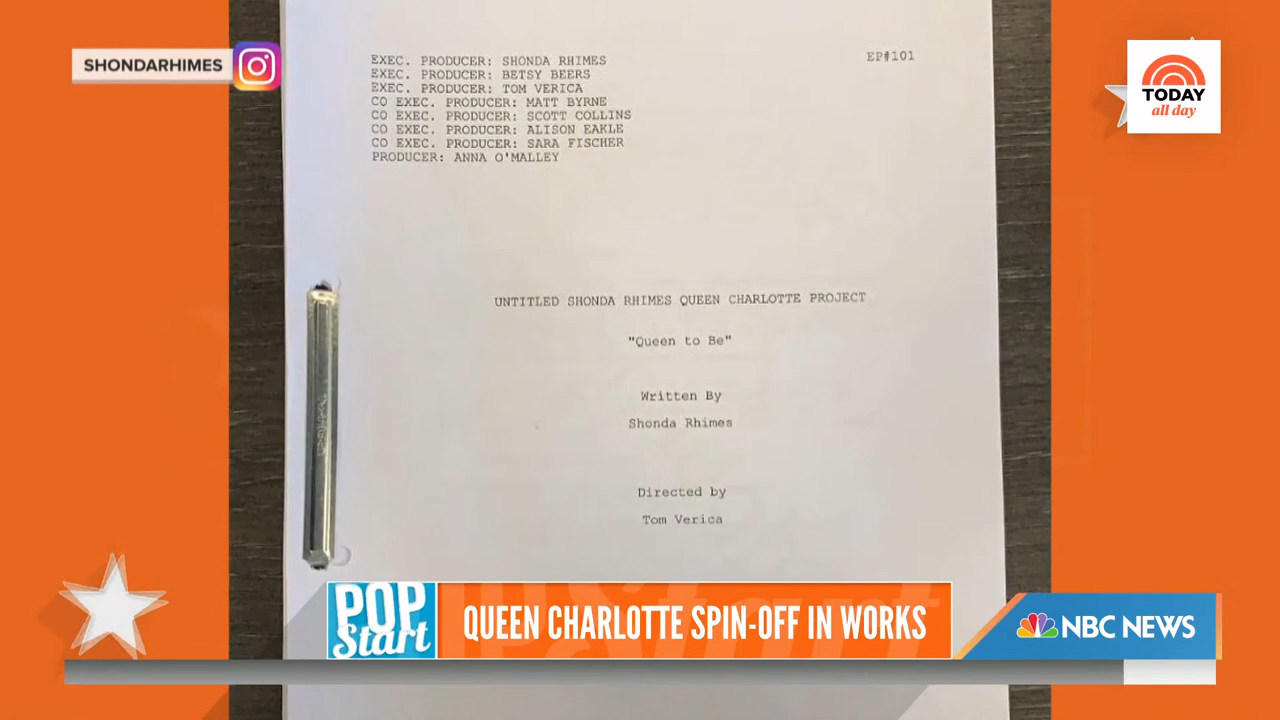 SHONDARHIMES
TODAY
all day
EXEC. PRODUCER: SHONDA RHIMES
EP#101
EXEC. PRODUCER: BETSY BEERS
EXEC. PRODUCER: TOM VERICA
CO EXEC. PRODUCER: MATT BYRNE
CO EXEC. PRODUCER: SCOTT COLLINS
CO EXEC. PRODUCER: ALISON EAKLE
CO EXEC. PRODUCER: SARA FISCHER
PRODUCER: ANNA O'MALLEY
UNTITLED SHONDA RHIMES QUEEN CHARLOTTE PROJECT
"Queen to Be"
Written By
Shonda Rhimes
Directed by
Tom Verica
POP
Start
QUEEN CHARLOTTE SPIN-OFF IN WORKS
NBC NEWS